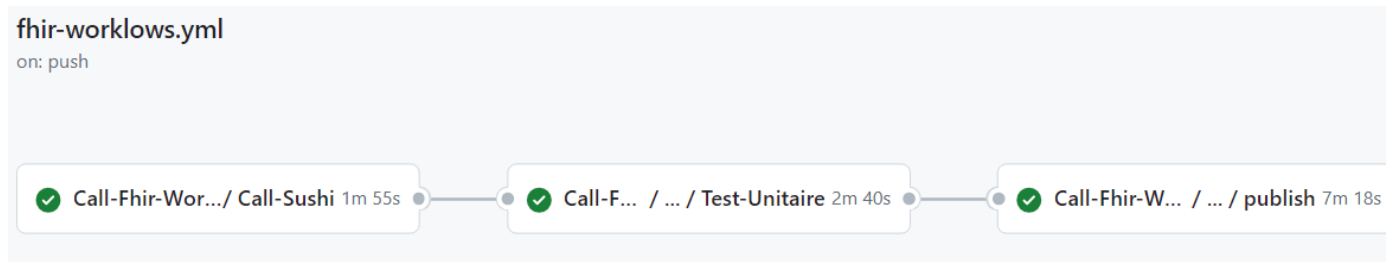 fhir-worklows.yml
on: push
Call-Fhir-Wor.../ Call-Sushi 1m 55s
Call-F... / ... / Test-Unitaire 2m 40s
Call-Fhir-W... / ... / publish 7m 18s